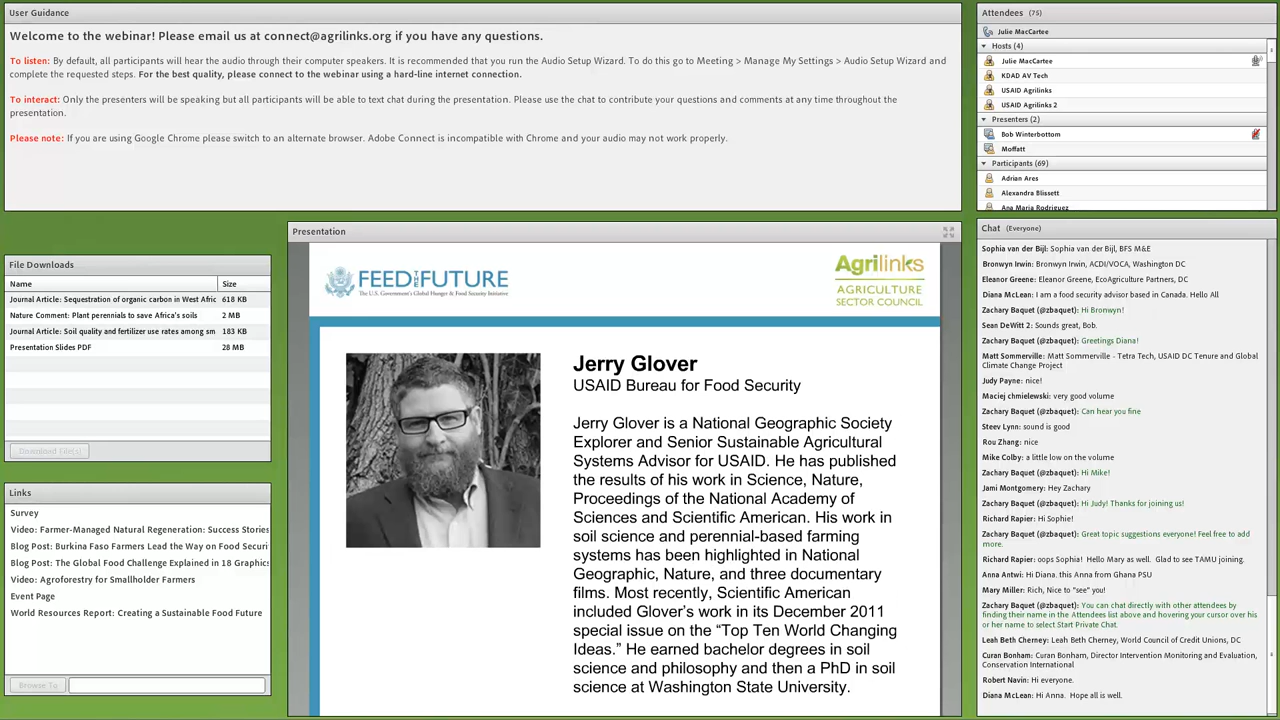 User Guidance
Welcome to the webinar! Please email us at connect@agrilinks.org if you have any questions.
To listen: By default, all participants will hear the audio through their computer speakers. It is recommended that you run the Audio Setup Wizard. To do this go to Meeting > Manage My Settings > Audio Setup Wizard and
complete the requested steps. For the best quality, please connect to the webinar using a hard-line internet connection.
To interact: Only the presenters will be speaking but all participants will be able to text chat during the presentation. Please use the chat to contribute your questions and comments at any time throughout the
presentation.
Please note: If you are using Google Chrome please switch to an alternate browser. Adobe Connect is incompatible with Chrome and your audio may not work properly.
File Downloads
Name Size
Journal Article: Sequestration of organic carbon in West Afric 618 KB
Nature Comment: Plant perennials to save Africa's soils 2 MB
Journal Article: Soil quality and fertilizer use rates among sm 183 KB
Presentation Slides PDF 28 MB
Download File(s)
Links
Survey
Video: Farmer-Managed Natural Regeneration: Success Stories
Blog Post: Burkina Faso Farmers Lead the Way on Food Securi
Blog Post: The Global Food Challenge Explained in 18 Graphics
Video: Agroforestry for Smallholder Farmers
Event Page
World Resources Report: Creating a Sustainable Food Future
Browse To
Presentation
FEED THE FUTURE
The U.S. Government's Global Hunger & Food Security Initiative
Agrilinks
AGRICULTURE
SECTOR COUNCIL
Jerry Glover
USAID Bureau for Food Security
Jerry Glover is a National Geographic Society
Explorer and Senior Sustainable Agricultural
Systems Advisor for USAID. He has published
the results of his work in Science, Nature,
Proceedings of the National Academy of
Sciences and Scientific American. His work in
soil science and perennial-based farming
systems has been highlighted in National
Geographic, Nature, and three documentary
films. Most recently, Scientific American
included Glover's work in its December 2011
special issue on the “Top Ten World Changing
Ideas.” He earned bachelor degrees in soil
science and philosophy and then a PhD in soil
science at Washington State University.
Attendees (75)
Julie MacCartee
Hosts (4)
Julie MacCartee
KDAD AV Tech
USAID Agrilinks
USAID Agrilinks 2
Presenters (2)
Bob Winterbottom
Moffatt
Participants (69)
Adrian Ares
Alexandra Blissett
Ana Maria Rodriguez
Chat (Everyone)
Sophia van der Bijl: Sophia van der Bijl, BFS M&E
Bronwyn Irwin: Bronwyn Irwin, ACDI/VOCA, Washington DC
Eleanor Greene: Eleanor Greene, EcoAgriculture Partners, DC
Diana McLean: I am a food security advisor based in Canada. Hello All
Zachary Baquet (@zbaquet): Hi Bronwyn!
Sean DeWitt 2: Sounds great, Bob.
Zachary Baquet (@zbaquet): Greetings Diana!
Matt Sommerville: Matt Sommerville - Tetra Tech, USAID DC Tenure and Global
Climate Change Project
Judy Payne: nice!
Maciej chmielewski: very good volume
Zachary Baquet (@zbaquet): Can hear you fine
Steev Lynn: sound is good
Rou Zhang: nice
Mike Colby: a little low on the volume
Zachary Baquet (@zbaquet): Hi Mike!
Jami Montgomery: Hey Zachary
Zachary Baquet (@zbaquet): Hi Judy! Thanks for joining us!
Richard Rapier: Hi Sophie!
Zachary Baquet (@zbaquet): Great topic suggestions everyone! Feel free to add
more.
Richard Rapier: oops Sophia! Hello Mary as well. Glad to see TAMU joining.
Anna Antwi: Hi Diana. this Anna from Ghana PSU
Mary Miller: Rich, Nice to "see" you!
Zachary Baquet (@zbaquet): You can chat directly with other attendees by
finding their name in the Attendees list above and hovering your cursor over his
or her name to select Start Private Chat.
Leah Beth Cherney: Leah Beth Cherney, World Council of Credit Unions, DC
Curan Bonham: Curan Bonham, Director Intervention Monitoring and Evaluation,
Conservation International
Robert Navin: Hi everyone.
Diana McLean: Hi Anna. Hope all is well.